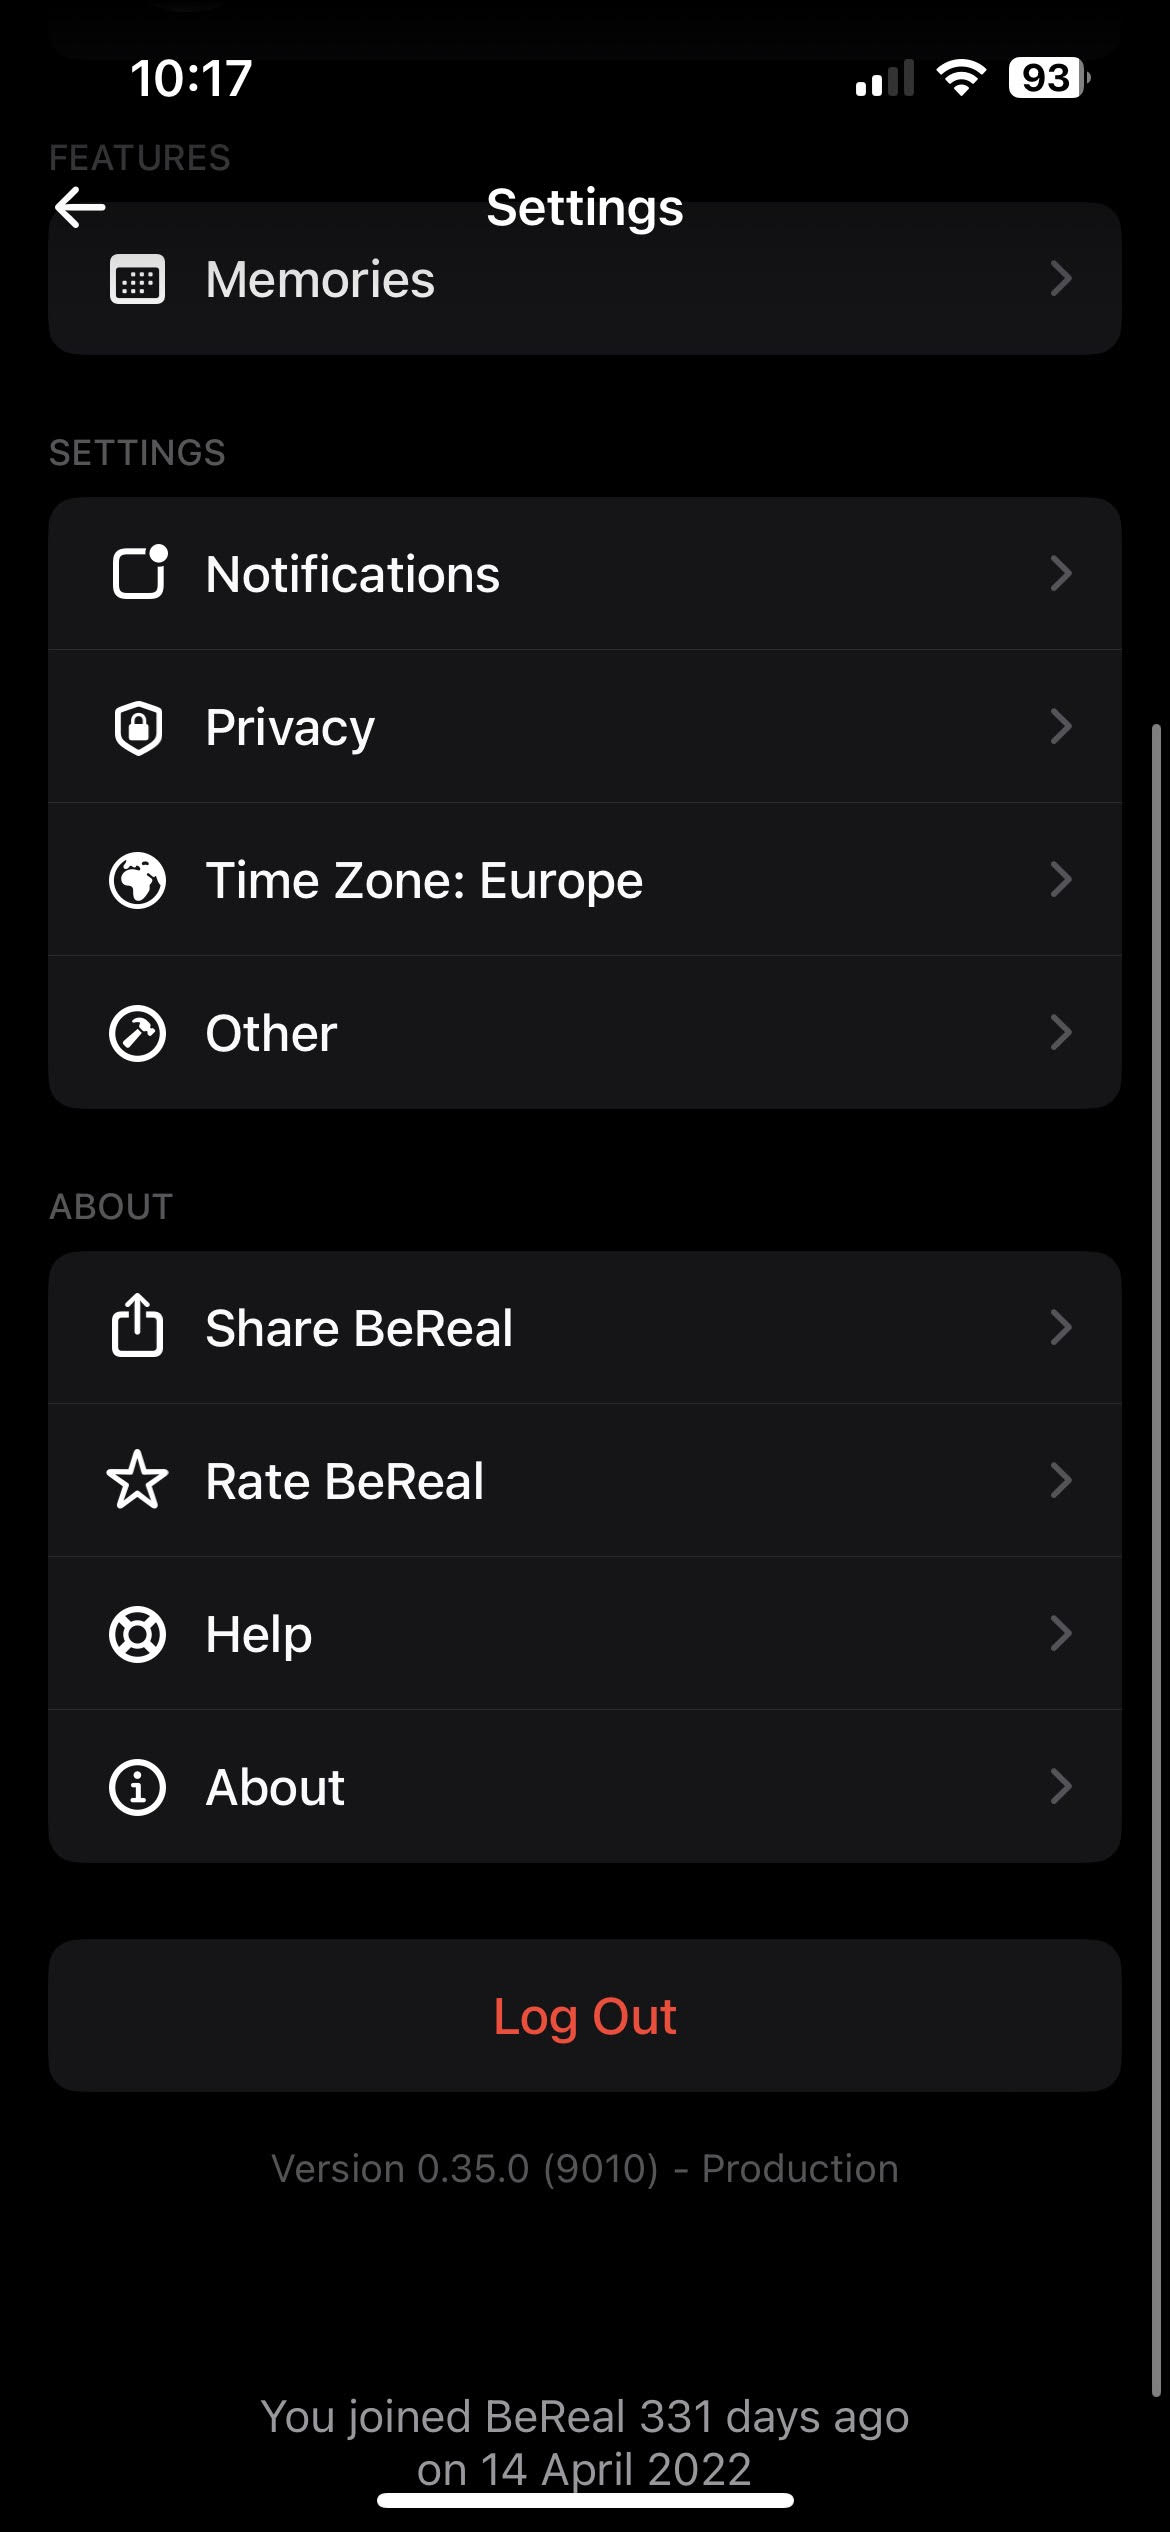 10:17
93
FEATURES
Settings
Memories
SETTINGS
Notifications
Privacy
Time Zone: Europe
Other
ABOUT
Share BeReal
Rate BeReal
Help
About
Log Out
Version 0.35.0 (9010) - Production
You joined BeReal 331 days ago
on 14 April 2022